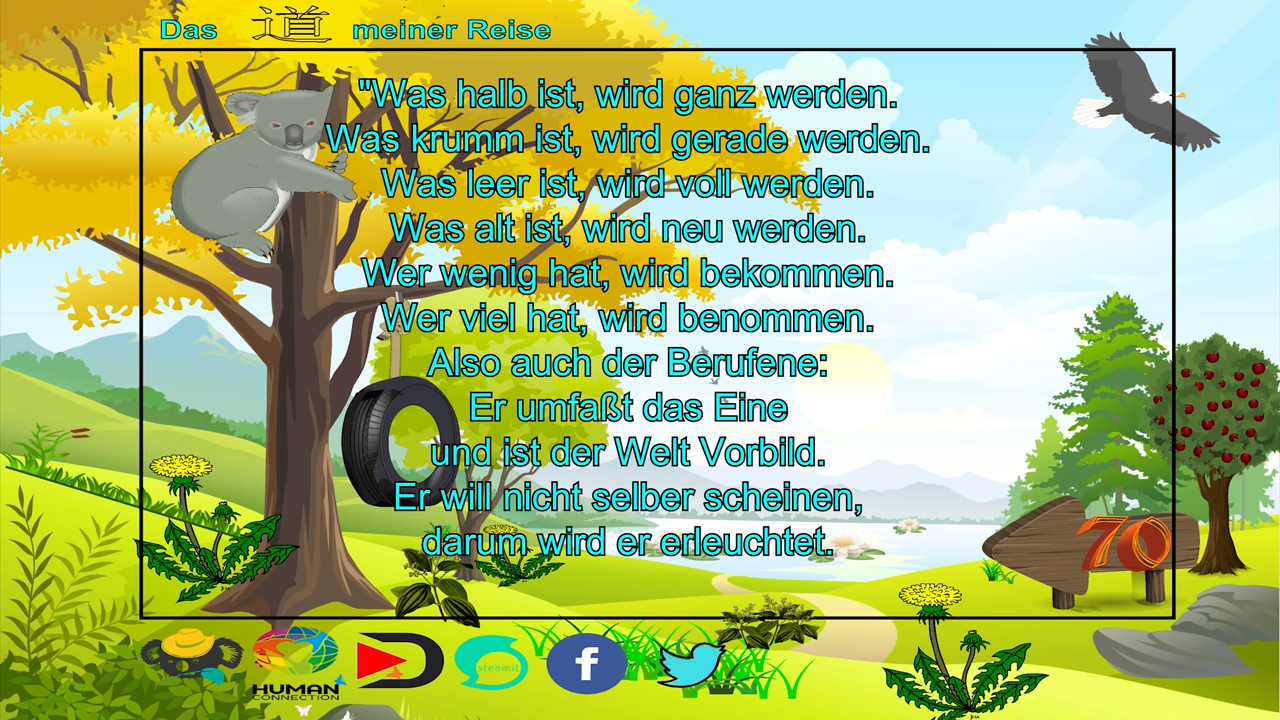 Das 道 meiner Reise
"Was halb ist, wird ganz werden.
Was krumm ist, wird gerade werden.
Was leer ist, wird voll werden.
Was alt ist, wird neu werden.
Wer wenig hat, wird bekommen.
Wer viel hat, wird benommen.
Also auch der Berufene:
Er umfaßt das Eine
und ist der Welt Vorbild.
Er will nicht selber scheinen,
darum wird er erleuchtet.
70
HUMAN
CONNECTION
steemit
f